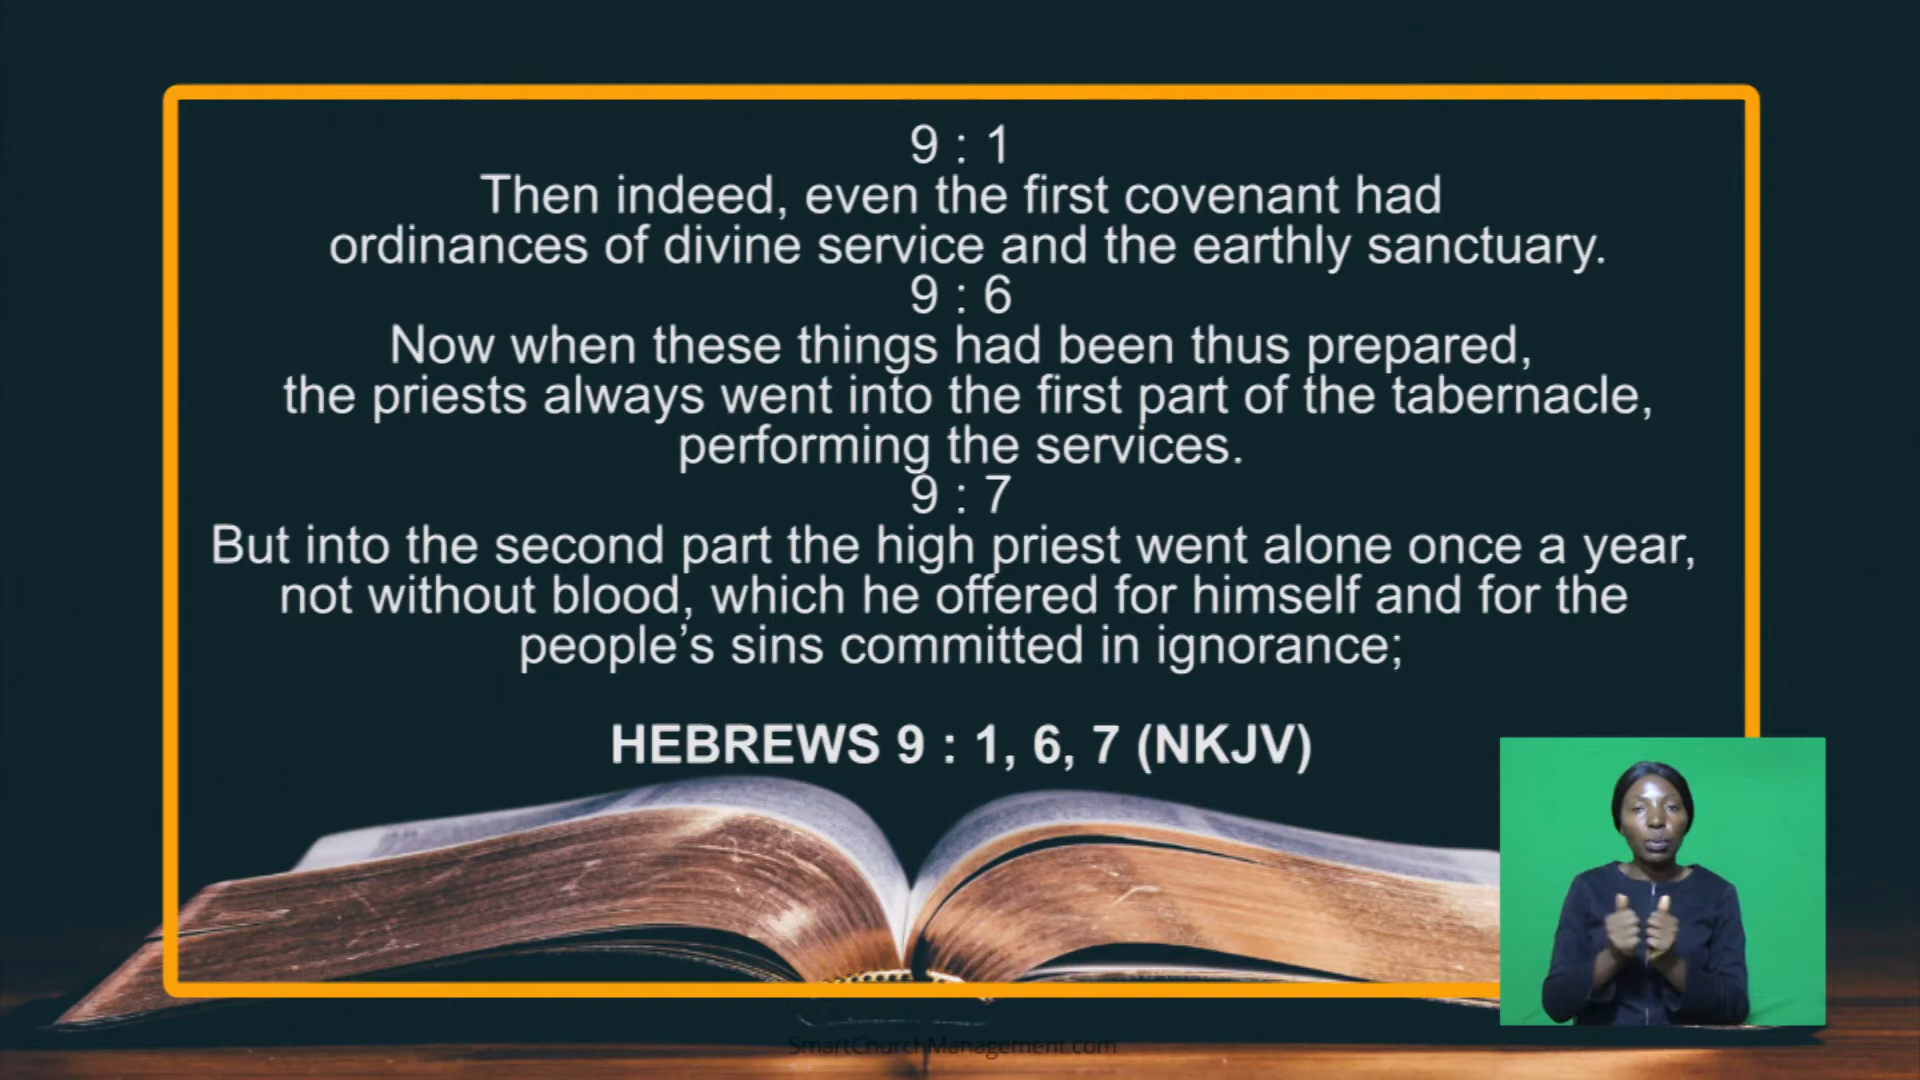 9 : 1
Then indeed, even the first covenant had
ordinances of divine service and the earthly sanctuary.
9 : 6
Now when these things had been thus prepared,
the priests always went into the first part of the tabernacle,
performing the services.
9 : 7
But into the second part the high priest went alone once a year,
not without blood, which he offered for himself and for the
people’s sins committed in ignorance;
HEBREWS 9 : 1, 6, 7 (NKJV)
SmartChurchManagement.com